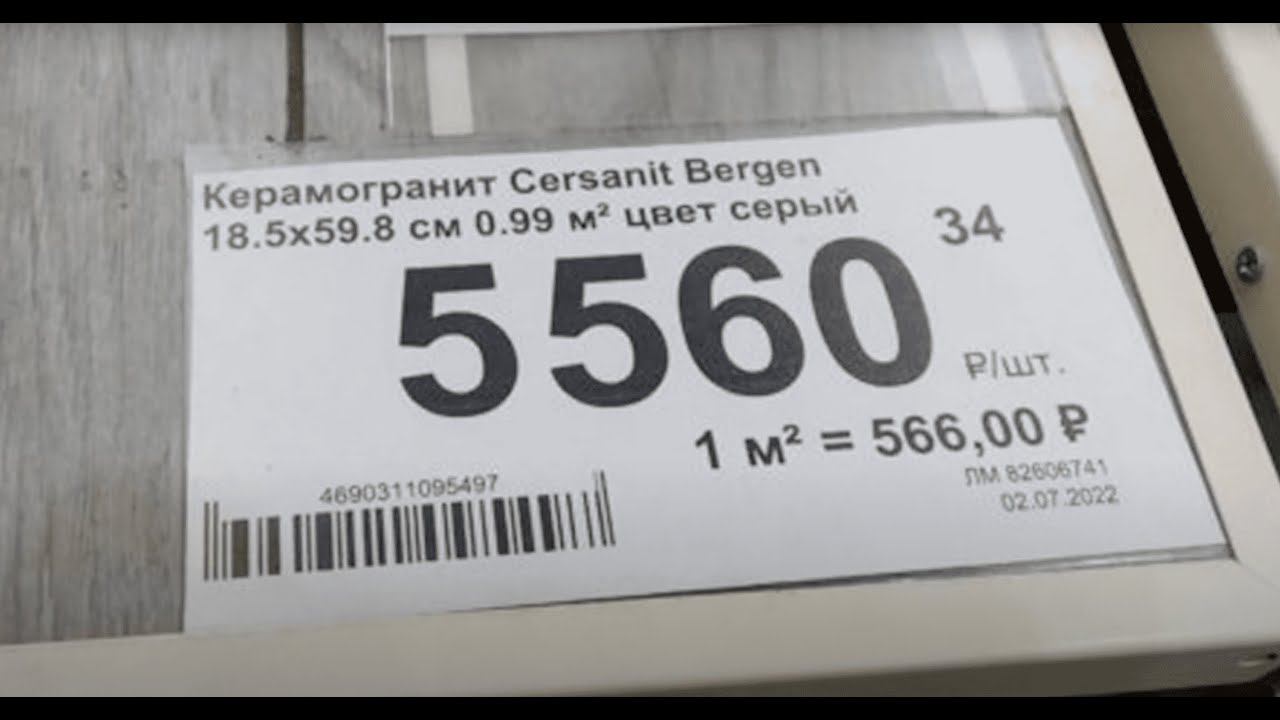 Керамогранит Cersanit Bergen
18.5x59.8 см 0.99 м² цвет серый
5560 34
₽/шт.
1 м² = 566,00 ₽
4690311095497
ЛМ 82606741
02.07.2022